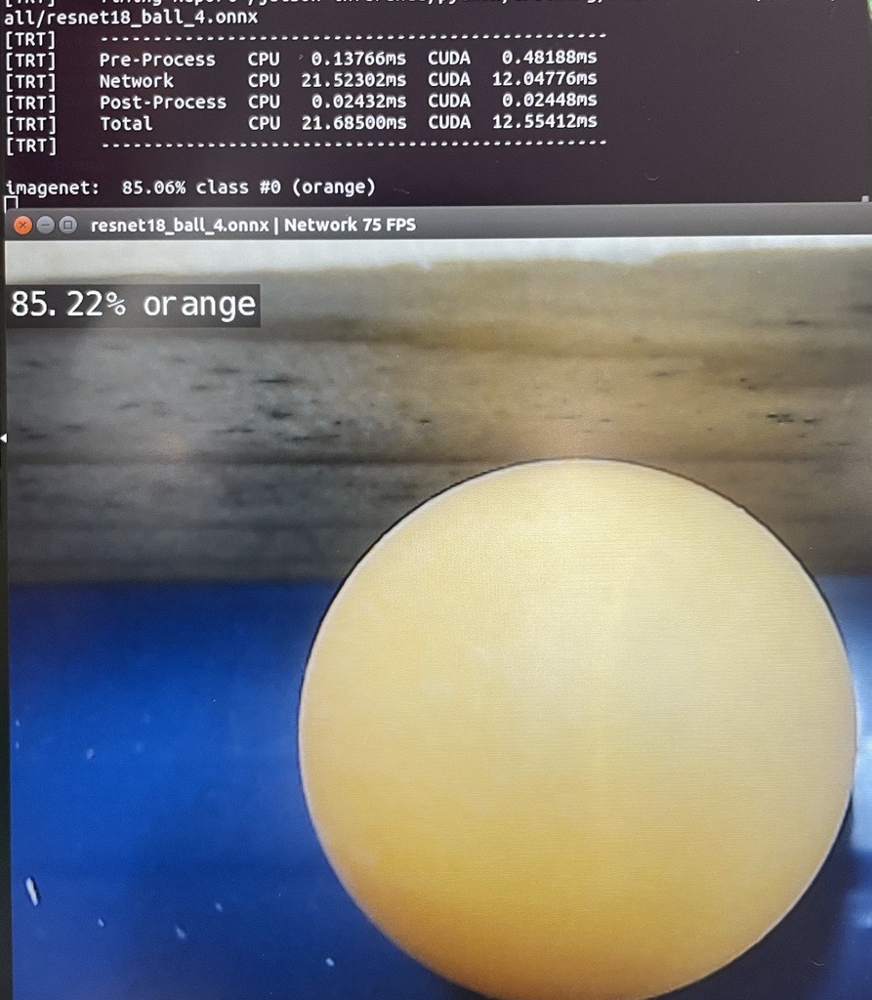 all/resnet18_ball_4.onnx
[TRT] ------------------------------------------------
[TRT] Pre-Process CPU 0.13766ms CUDA 0.48188ms
[TRT] Network CPU 21.52302ms CUDA 12.04776ms
[TRT] Post-Process CPU 0.02432ms CUDA 0.02448ms
[TRT] Total CPU 21.68500ms CUDA 12.55412ms
[TRT] ------------------------------------------------
imagenet: 85.06% class #0 (orange)
resnet18_ball_4.onnx | Network 75 FPS
85.22% orange